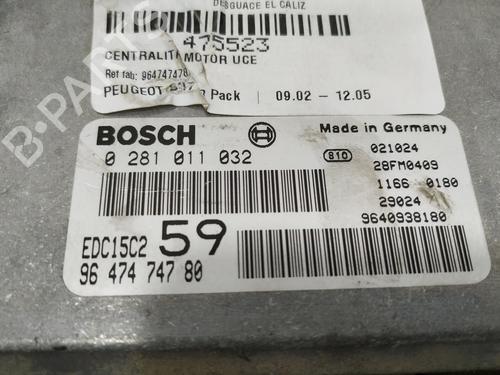 DESGUACE EL CALIZ
475523
CENTRALITA MOTOR UCE
Ref fab: 964747478
PEUGEOT Pack | 09.02 – 12.05
BOSCH
Made in Germany
0 281 011 032
B10
021024
28FM0409
1166 0180
29024
9640938180
EDC15C2 59
96 474 747 80
B-PARTS